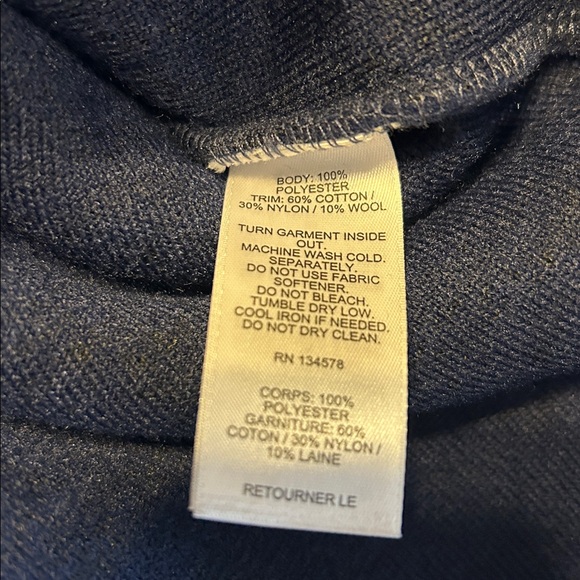 BODY: 100%
POLYESTER
TRIM: 60% COTTON /
30% NYLON / 10% WOOL
TURN GARMENT INSIDE
OUT.
MACHINE WASH COLD.
SEPARATELY.
DO NOT USE FABRIC
SOFTENER.
DO NOT BLEACH.
TUMBLE DRY LOW.
COOL IRON IF NEEDED.
DO NOT DRY CLEAN.
RN 134578
CORPS: 100%
POLYESTER
GARNITURE: 60%
COTON / 30% NYLON /
10% LAINE
RETOURNER LE